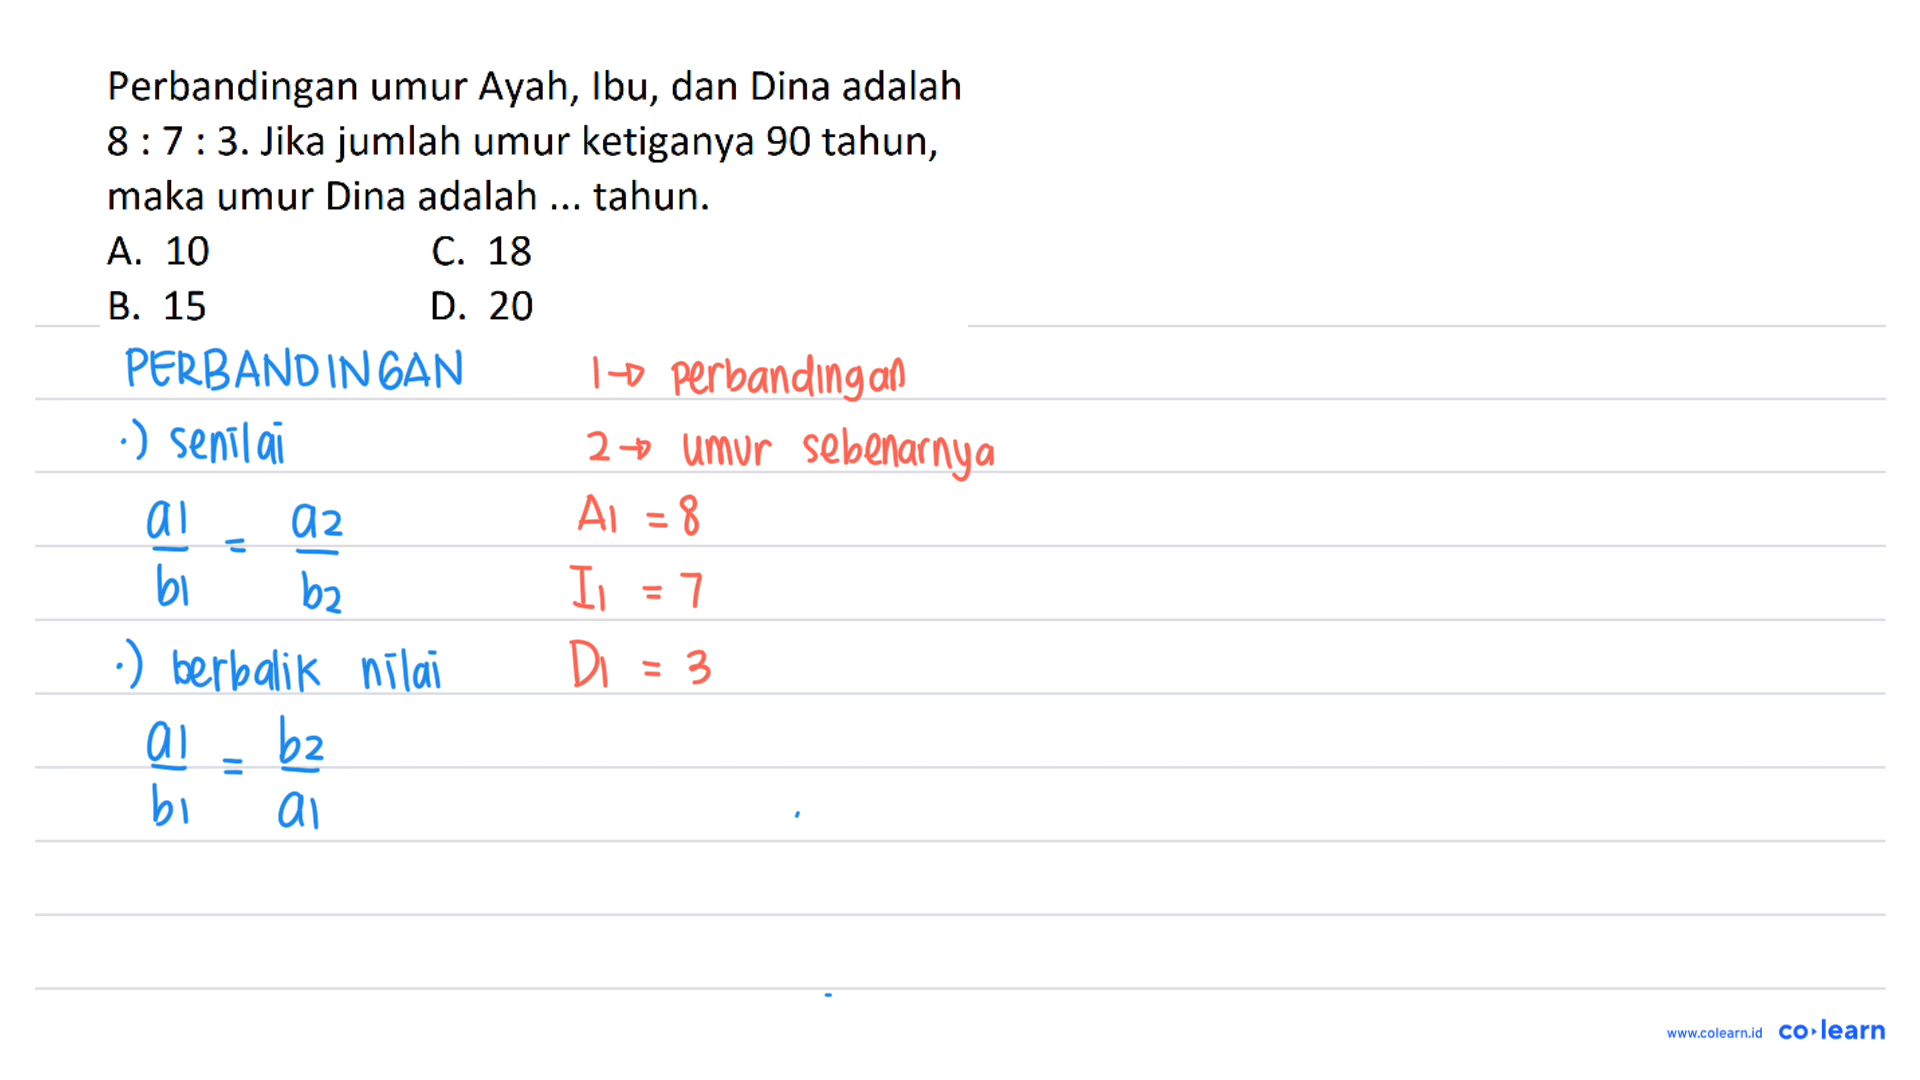 Perbandingan umur Ayah, Ibu, dan Dina adalah
8 : 7 : 3. Jika jumlah umur ketiganya 90 tahun,
maka umur Dina adalah ... tahun.
A. 10 C. 18
B. 15 D. 20
PERBANDINGAN
·) senilai
a1/b1 = a2/b2
·) berbalik nilai
a1/b1 = b2/a1
1→ perbandingan
2→ umur sebenarnya
A1 = 8
I1 = 7
D1 = 3
www.colearn.id co‣learn